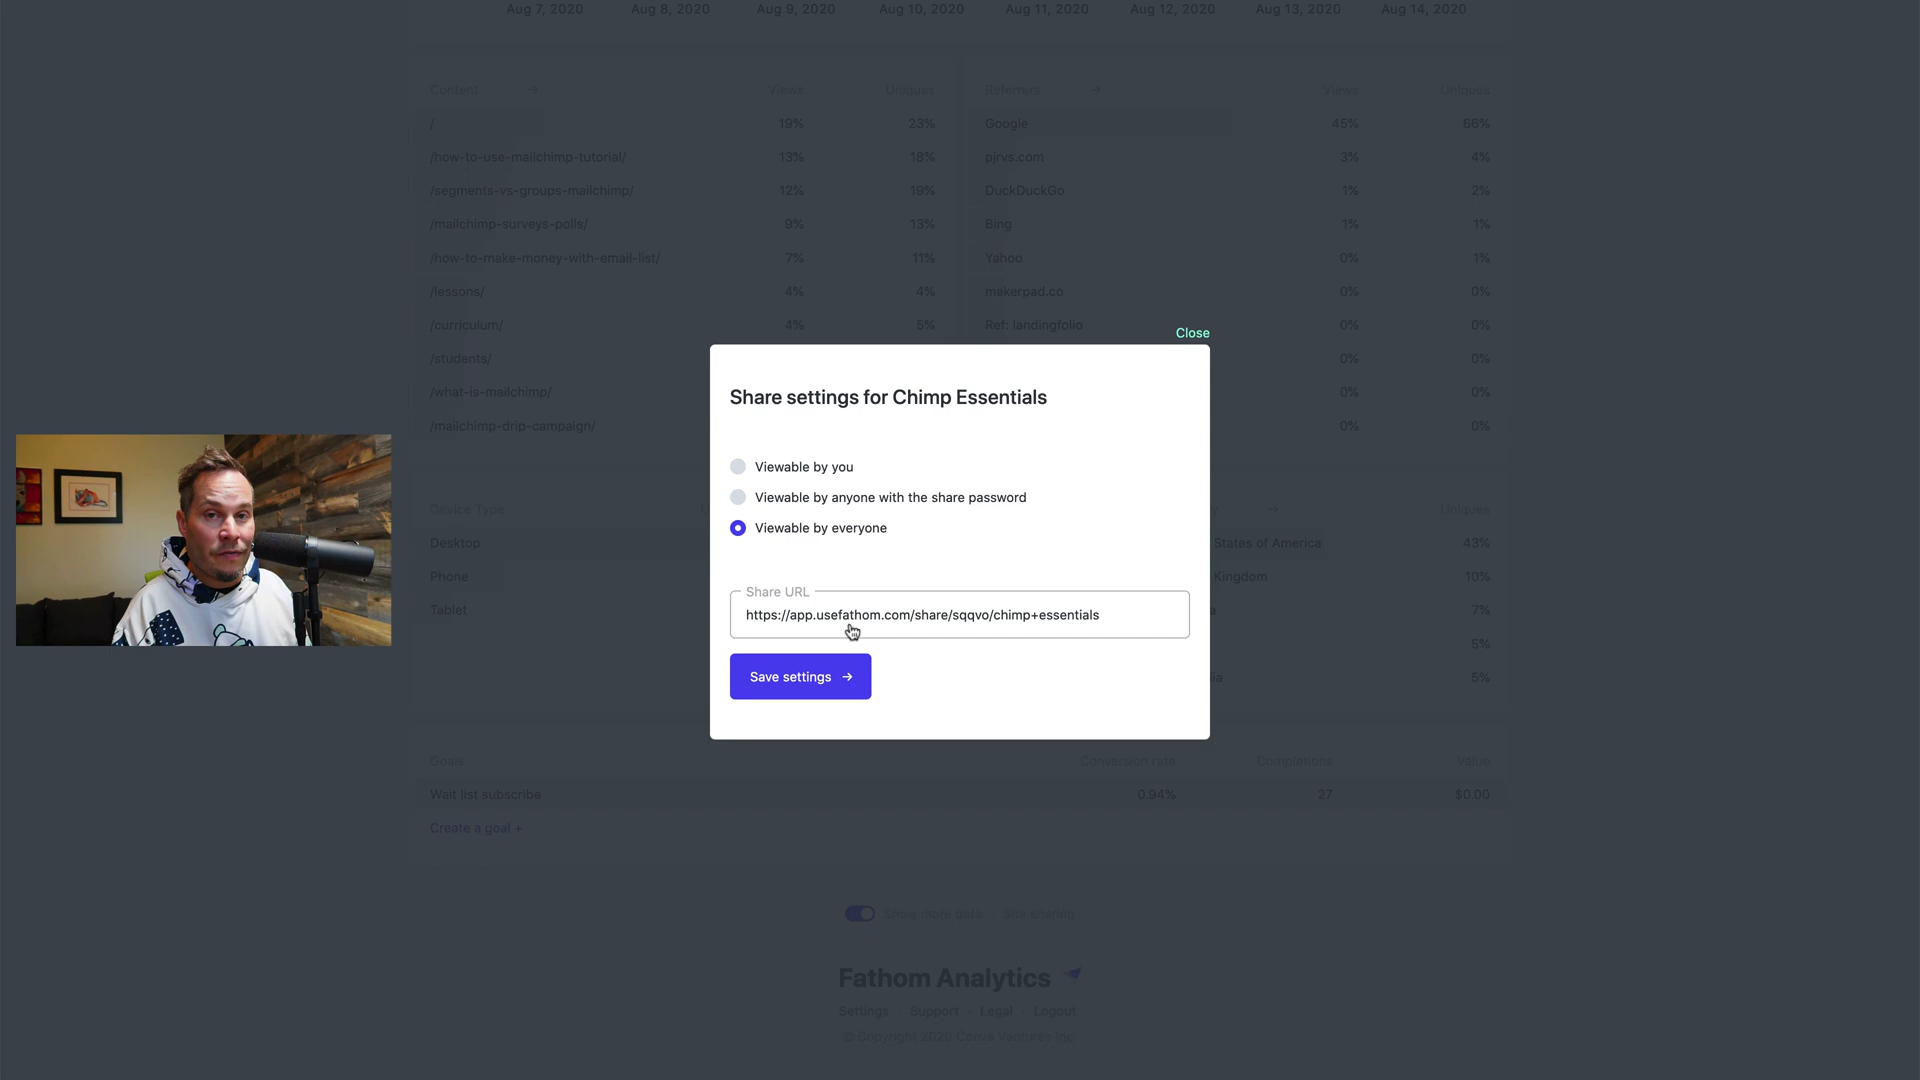 Aug 7, 2020 Aug 8, 2020 Aug 9, 2020 Aug 10, 2020 Aug 11, 2020 Aug 12, 2020 Aug 13, 2020 Aug 14, 2020
Content → Views Uniques
/ 19% 23%
/how-to-use-mailchimp-tutorial/ 13% 18%
/segments-vs-groups-mailchimp/ 12% 19%
/mailchimp-surveys-polls/ 9% 13%
/how-to-make-money-with-email-list/ 7% 11%
/lessons/ 4% 4%
/curriculum/ 4% 5%
/students/
/what-is-mailchimp/
/mailchimp-drip-campaign/
Referrers → Views Uniques
Google 45% 66%
pjrvs.com 3% 4%
DuckDuckGo 1% 2%
Bing 1% 1%
Yahoo 0% 1%
makerpad.co 0% 0%
Ref: landingfolio 0% 0%
0% 0%
0% 0%
0% 0%
Close
Share settings for Chimp Essentials
Viewable by you
Viewable by anyone with the share password
Viewable by everyone
Share URL
https://app.usefathom.com/share/sqqvo/chimp+essentials
Save settings →
Device Type
Desktop
Phone
Tablet
→ Uniques
States of America 43%
Kingdom 10%
7%
5%
5%
Goals Conversion rate Completions Value
Wait list subscribe 0.94% 27 $0.00
Create a goal +
Show more data · Site sharing
Fathom Analytics
Settings · Support · Legal · Logout
© Copyright 2020 Conva Ventures Inc.